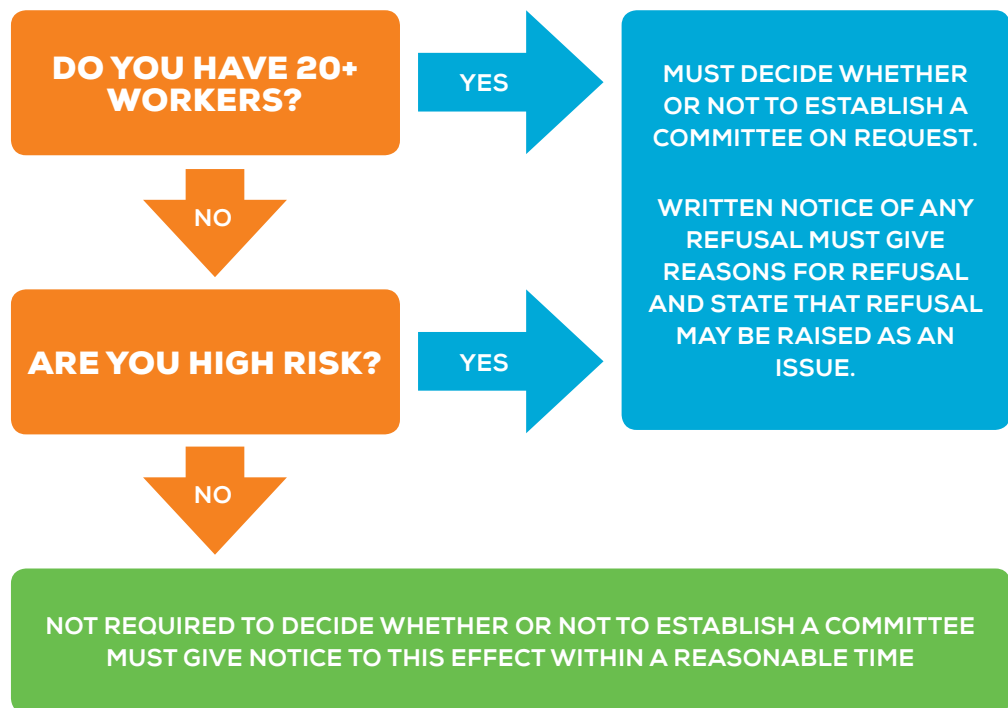 DO YOU HAVE 20+
WORKERS?
YES
MUST DECIDE WHETHER
OR NOT TO ESTABLISH A
COMMITTEE ON REQUEST.
WRITTEN NOTICE OF ANY
REFUSAL MUST GIVE
REASONS FOR REFUSAL
AND STATE THAT REFUSAL
MAY BE RAISED AS AN
ISSUE.
NO
ARE YOU HIGH RISK?
YES
NO
NOT REQUIRED TO DECIDE WHETHER OR NOT TO ESTABLISH A COMMITTEE
MUST GIVE NOTICE TO THIS EFFECT WITHIN A REASONABLE TIME